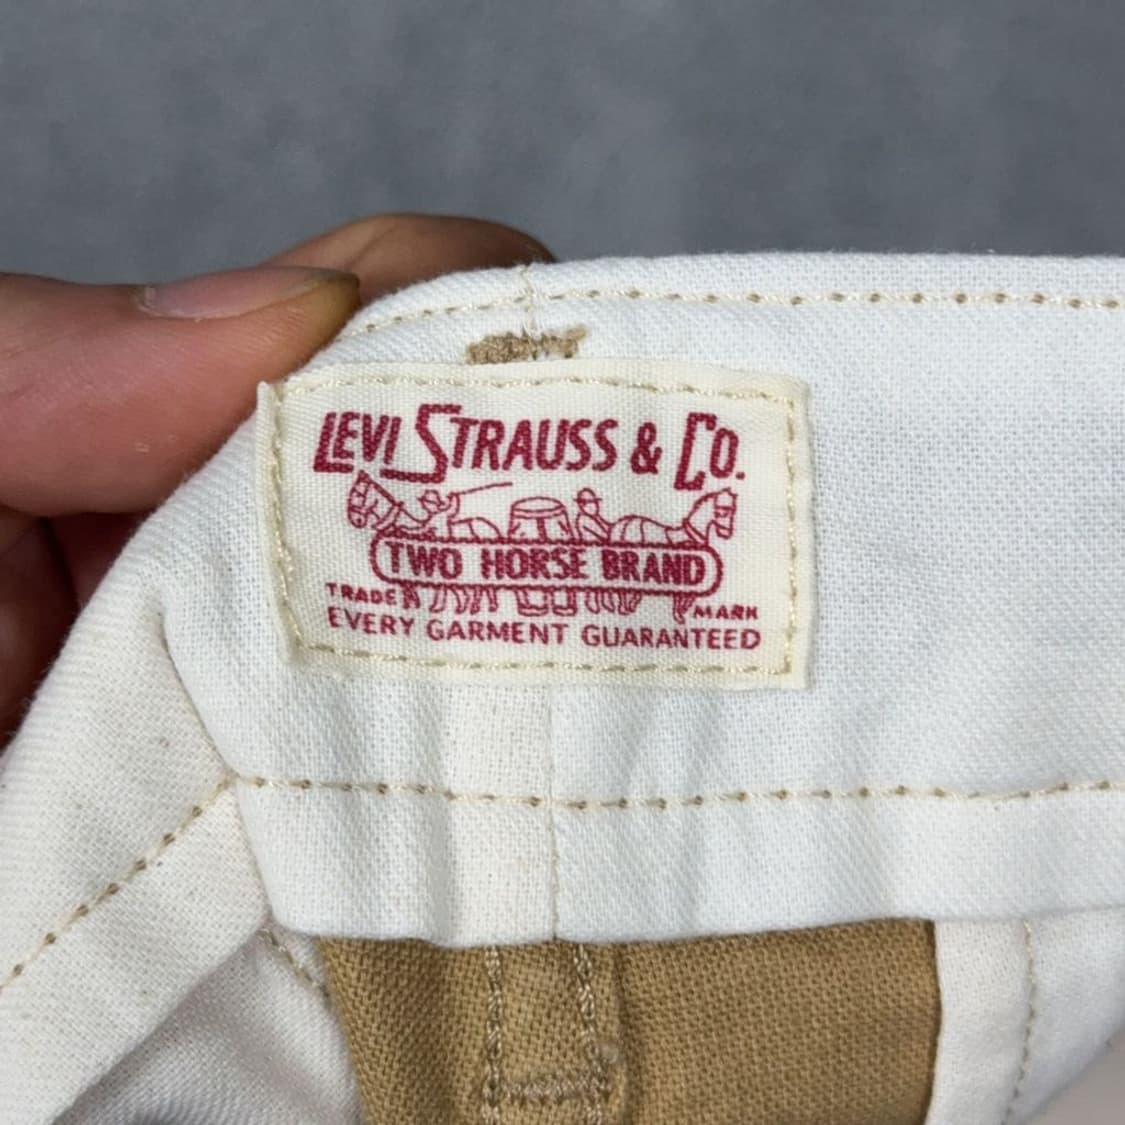 LEVI STRAUSS & CO.
TWO HORSE BRAND
TRADE MARK
EVERY GARMENT GUARANTEED